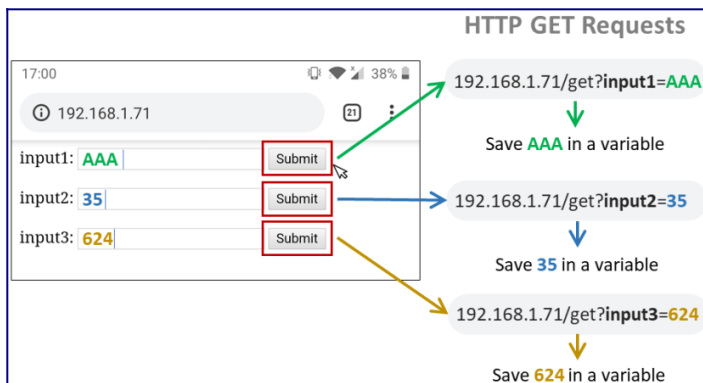 HTTP GET Requests
17:00 38%
192.168.1.71 21
input1: AAA Submit
input2: 35 Submit
input3: 624 Submit
192.168.1.71/get?input1=AAA
Save AAA in a variable
192.168.1.71/get?input2=35
Save 35 in a variable
192.168.1.71/get?input3=624
Save 624 in a variable